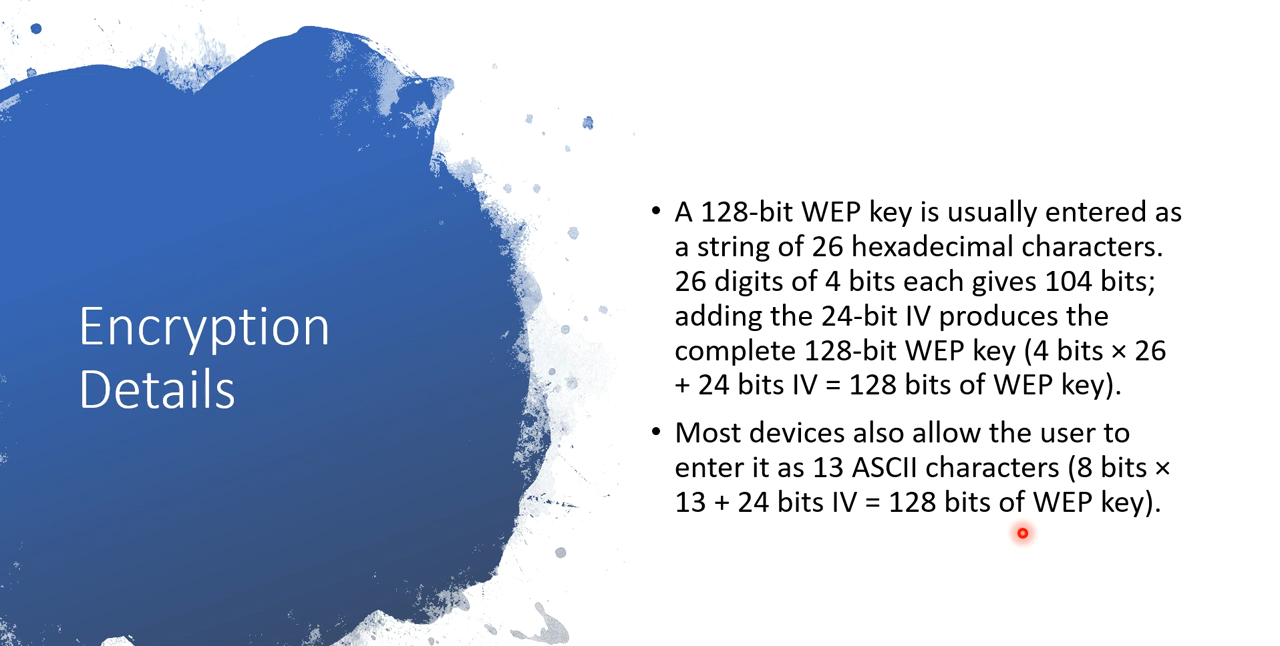 Encryption
Details
• A 128-bit WEP key is usually entered as
a string of 26 hexadecimal characters.
26 digits of 4 bits each gives 104 bits;
adding the 24-bit IV produces the
complete 128-bit WEP key (4 bits × 26
+ 24 bits IV = 128 bits of WEP key).
• Most devices also allow the user to
enter it as 13 ASCII characters (8 bits ×
13 + 24 bits IV = 128 bits of WEP key).